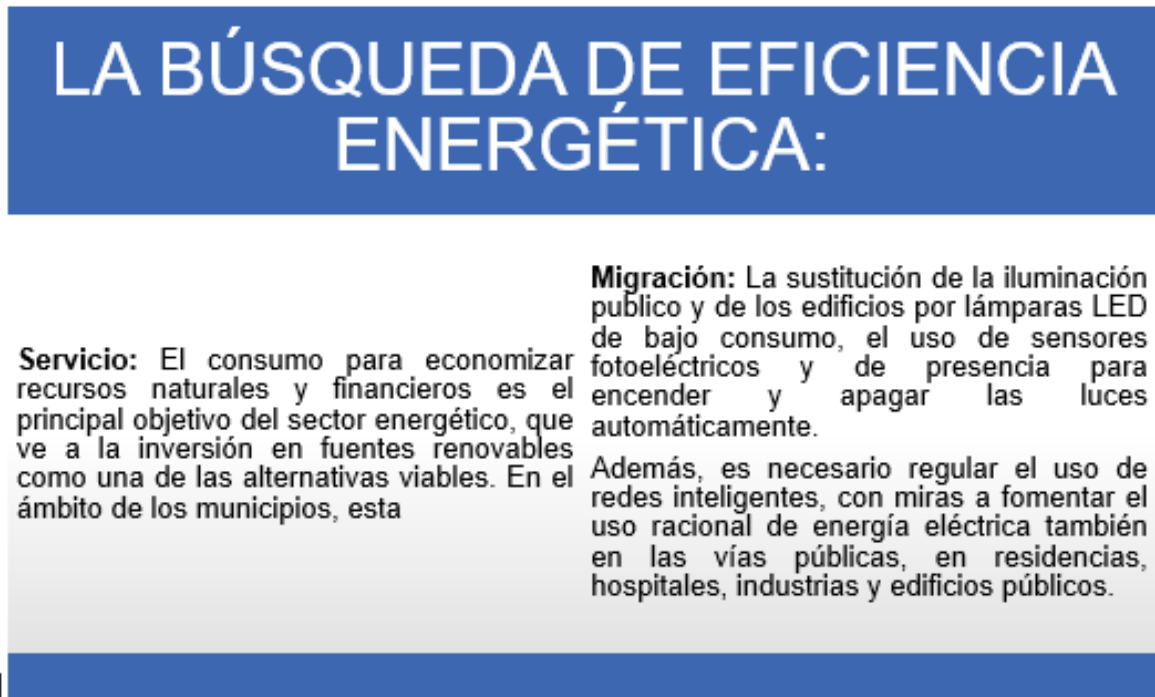 LA BÚSQUEDA DE EFICIENCIA
ENERGÉTICA:
Servicio: El consumo para economizar
recursos naturales y financieros es el
principal objetivo del sector energético, que
ve a la inversión en fuentes renovables
como una de las alternativas viables. En el
ámbito de los municipios, esta
Migración: La sustitución de la iluminación
publico y de los edificios por lámparas LED
de bajo consumo, el uso de sensores
fotoeléctricos y de presencia para
encender y apagar las luces
automáticamente.
Además, es necesario regular el uso de
redes inteligentes, con miras a fomentar el
uso racional de energía eléctrica también
en las vías públicas, en residencias,
hospitales, industrias y edificios públicos.